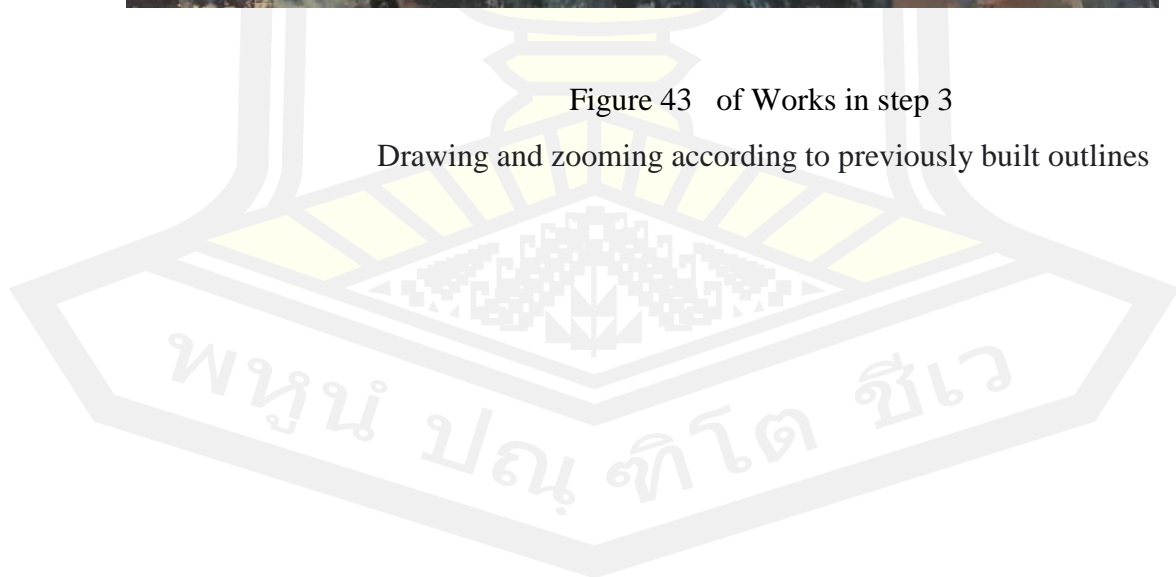 Figure 43 of Works in step 3
Drawing and zooming according to previously built outlines
พหูนํ ปณฺฑิโต ชีเว